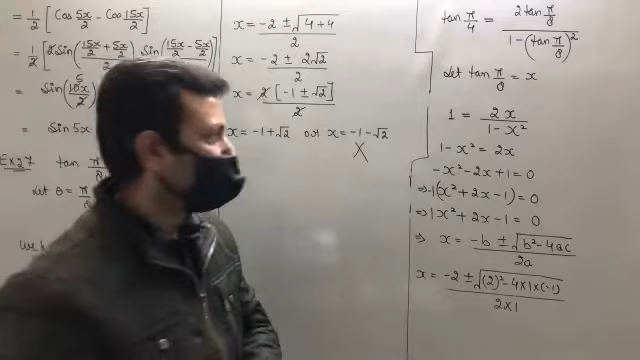 = 1/2 [ Cos 5x/2 - Cos 15x/2 ]
= 1/2 [ 2 Sin( (15x/2 + 5x/2)/2 ) Sin( (15x/2 - 5x/2)/2 )
= Sin( 10x/2 )
5
= Sin 5x
EX 27 tan π/8
Let θ = π/8
x = (-2 ± √(4+4))/2
x = (-2 ± 2√2)/2
x = 2[-1 ± √2]/2
x = -1+√2 or x = -1-√2
X
tan π/4 = 2tan π/8 / (1-(tan π/8)²)
Let tan π/8 = x
1 = 2x/(1-x²)
1-x² = 2x
-x²-2x+1 = 0
⇒ -1(x²+2x-1) = 0
⇒ 1x²+2x-1 = 0
⇒ x = (-b ± √(b²-4ac))/2a
x = (-2 ± √((2)²-4×1×(-1)))/(2×1)